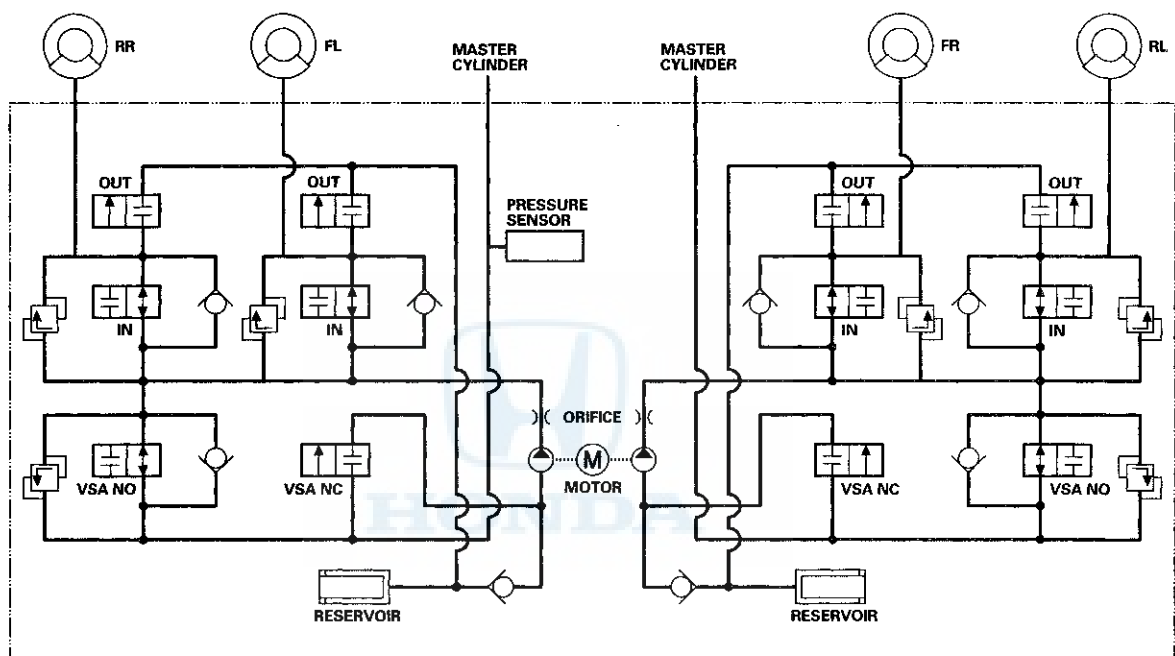 RR
FL
MASTER
CYLINDER
MASTER
CYLINDER
FR
RL
OUT
OUT
PRESSURE
SENSOR
OUT
OUT
IN
IN
IN
IN
ORIFICE
M
MOTOR
VSA NO
VSA NC
VSA NC
VSA NO
HONDA
RESERVOIR
RESERVOIR